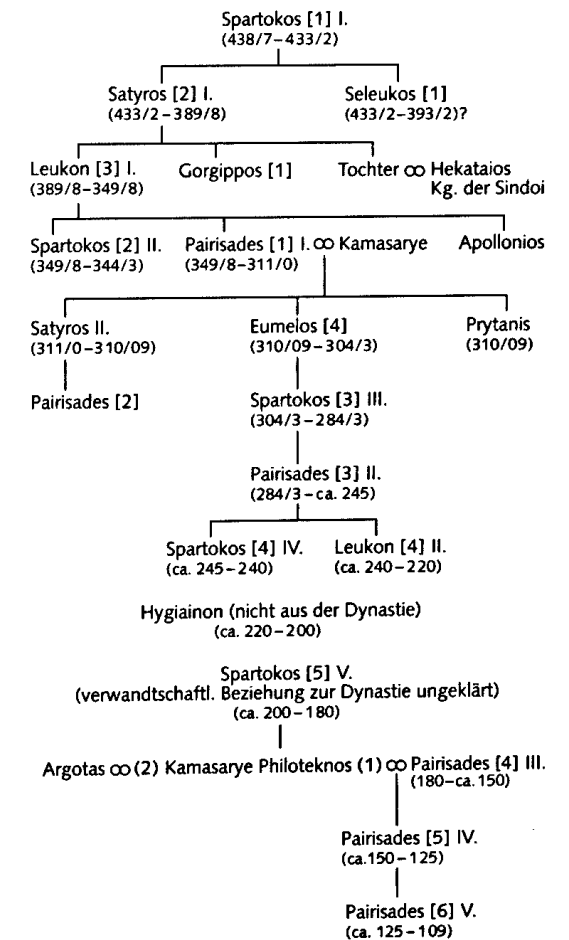 Spartokos [1] I.
(438/7–433/2)
Satyros [2] I. Seleukos [1]
(433/2–389/8) (433/2–393/2)?
Leukon [3] I. Gorgippos [1] Tochter ∞ Hekataios
(389/8–349/8) Kg. der Sindoi
Spartokos [2] II. Pairisades [1] I. ∞ Kamasarye Apollonios
(349/8–344/3) (349/8–311/0)
Satyros II. Eumelos [4] Prytanis
(311/0–310/09) (310/09–304/3) (310/09)
Pairisades [2] Spartokos [3] III.
(304/3–284/3)
Pairisades [3] II.
(284/3–ca. 245)
Spartokos [4] IV. Leukon [4] II.
(ca. 245–240) (ca. 240–220)
Hygiainon (nicht aus der Dynastie)
(ca. 220–200)
Spartokos [5] V.
(verwandtschaftl. Beziehung zur Dynastie ungeklärt)
(ca. 200–180)
Argotas ∞ (2) Kamasarye Philoteknos (1) ∞ Pairisades [4] III.
(180–ca. 150)
Pairisades [5] IV.
(ca.150–125)
Pairisades [6] V.
(ca. 125–109)